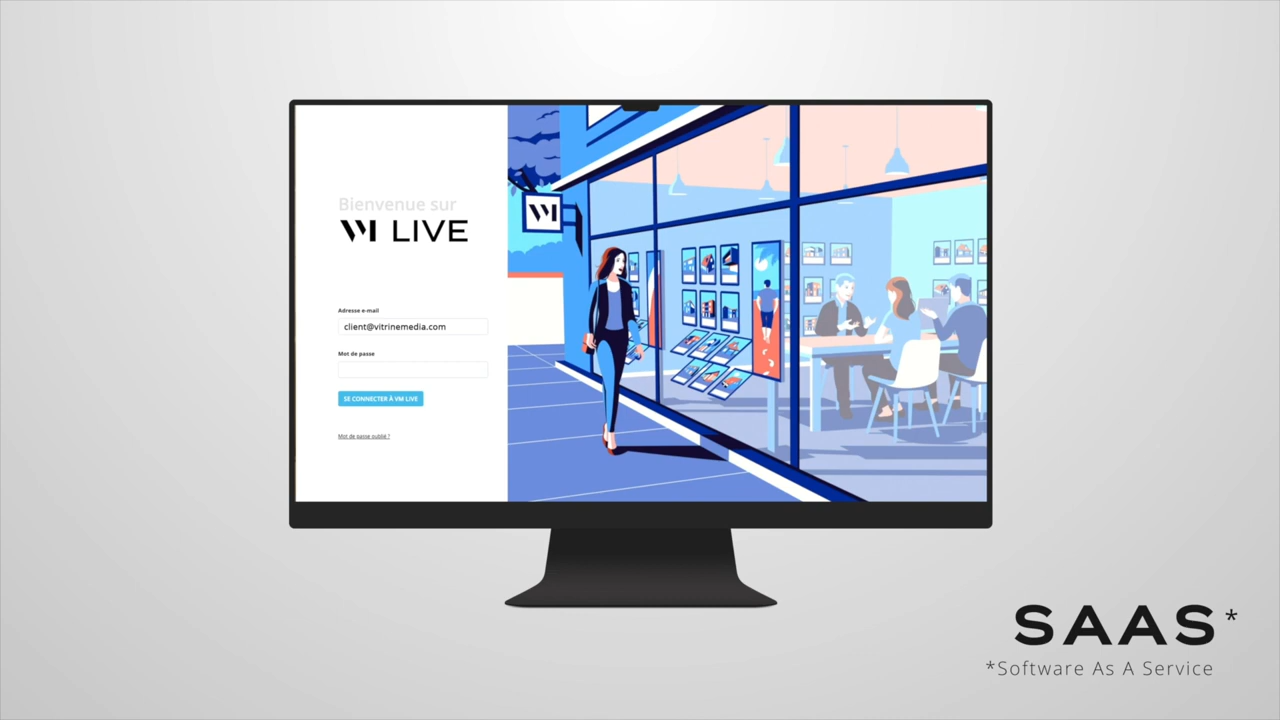 Bienvenue sur
VM LIVE
Adresse e-mail
client@vitrinemedia.com
Mot de passe
SE CONNECTER À VM LIVE
Mot de passe oublié ?
VM
SAAS*
*Software As A Service